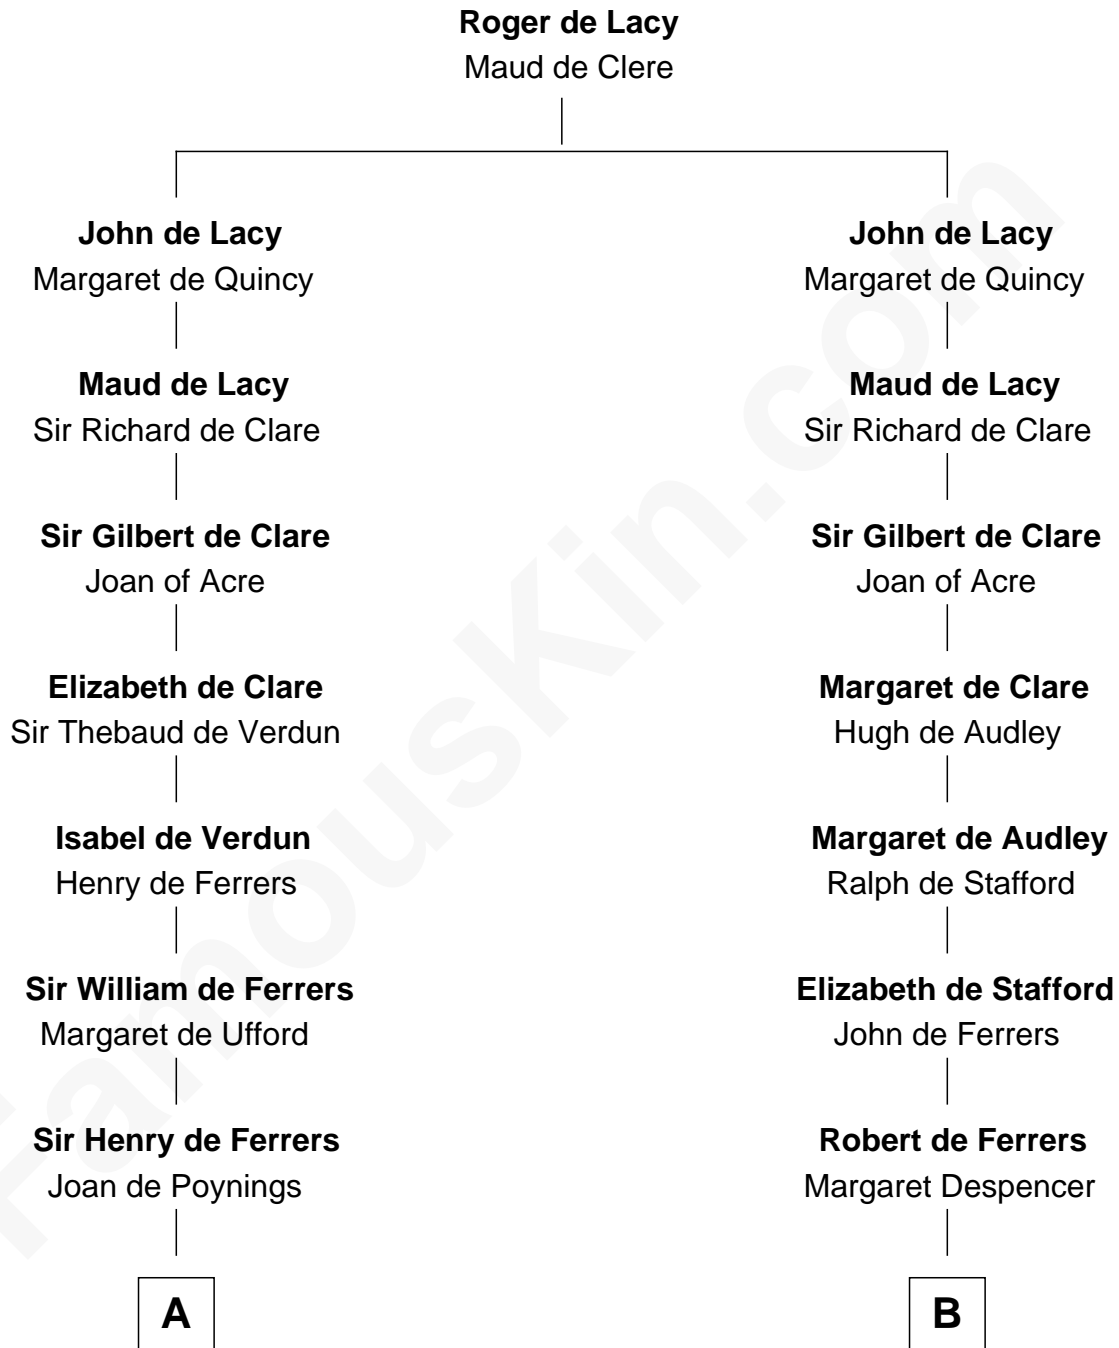 Roger de Lacy
Maud de Clere
John de Lacy
Margaret de Quincy
Maud de Lacy
Sir Richard de Clare
Sir Gilbert de Clare
Joan of Acre
Elizabeth de Clare
Sir Thebaud de Verdun
Isabel de Verdun
Henry de Ferrers
Sir William de Ferrers
Margaret de Ufford
Sir Henry de Ferrers
Joan de Poynings
A
John de Lacy
Margaret de Quincy
Maud de Lacy
Sir Richard de Clare
Sir Gilbert de Clare
Joan of Acre
Margaret de Clare
Hugh de Audley
Margaret de Audley
Ralph de Stafford
Elizabeth de Stafford
John de Ferrers
Robert de Ferrers
Margaret Despencer
B
FamousKin.com